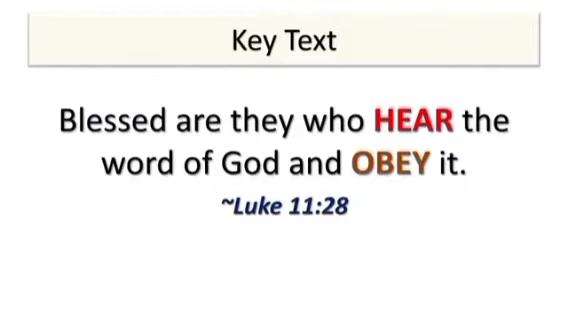 Key Text
Blessed are they who HEAR the
word of God and OBEY it.
~Luke 11:28